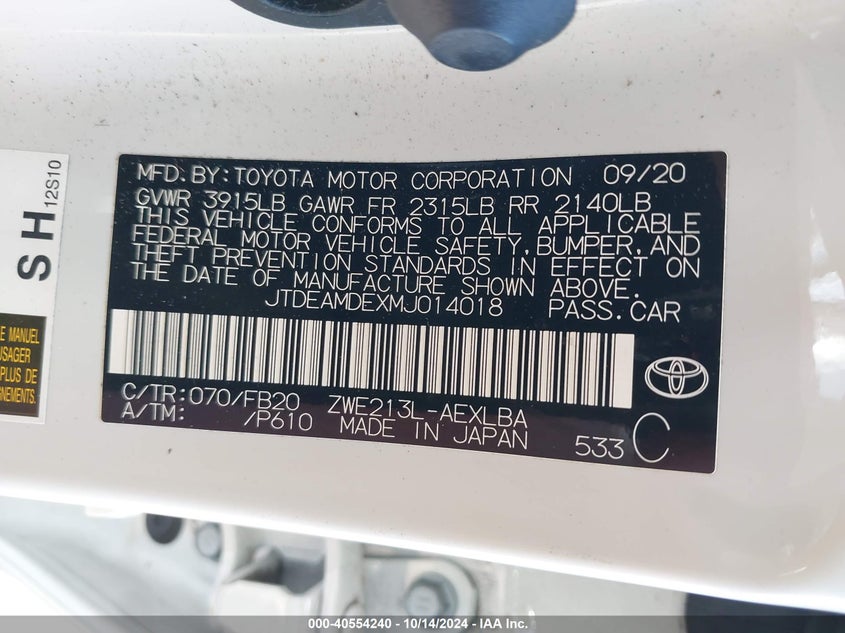 SH
12S10
E MANUEL
USAGER
PLUS DE
GNEMENTS.
MFD.BY:TOYOTA MOTOR CORPORATION 09/20
GVWR 3915LB GAWR FR 2315LB RR 2140LB
THIS VEHICLE CONFORMS TO ALL APPLICABLE
FEDERAL MOTOR VEHICLE SAFETY,BUMPER,AND
THEFT PREVENTION STANDARDS IN EFFECT ON
THE DATE OF MANUFACTURE SHOWN ABOVE.
JTDEAMDEXMJ014018 PASS.CAR
C/TR:070/FB20 ZWE213L-AEXLBA
A/TM: /P610 MADE IN JAPAN 533 C
000-40554240 - 10/14/2024 - IAA Inc.